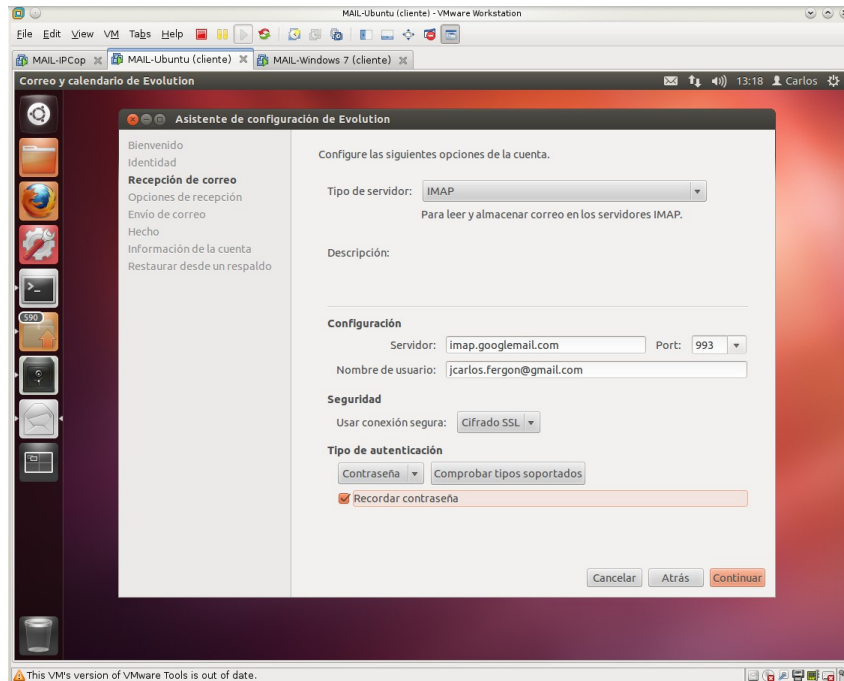 MAIL-Ubuntu (cliente) - VMware Workstation
File Edit View VM Tabs Help
MAIL-IPCop MAIL-Ubuntu (cliente) MAIL-Windows 7 (cliente)
Correo y calendario de Evolution 13:18 Carlos
Asistente de configuración de Evolution
Bienvenido
Identidad
Recepción de correo
Opciones de recepción
Envío de correo
Hecho
Información de la cuenta
Restaurar desde un respaldo
Configure las siguientes opciones de la cuenta.
Tipo de servidor: IMAP
Para leer y almacenar correo en los servidores IMAP.
Descripción:
Configuración
Servidor: imap.googlemail.com Port: 993
Nombre de usuario: jcarlos.fergon@gmail.com
Seguridad
Usar conexión segura: Cifrado SSL
Tipo de autenticación
Contraseña Comprobar tipos soportados
Recordar contraseña
Cancelar Atrás Continuar
590
This VM's version of VMware Tools is out of date.